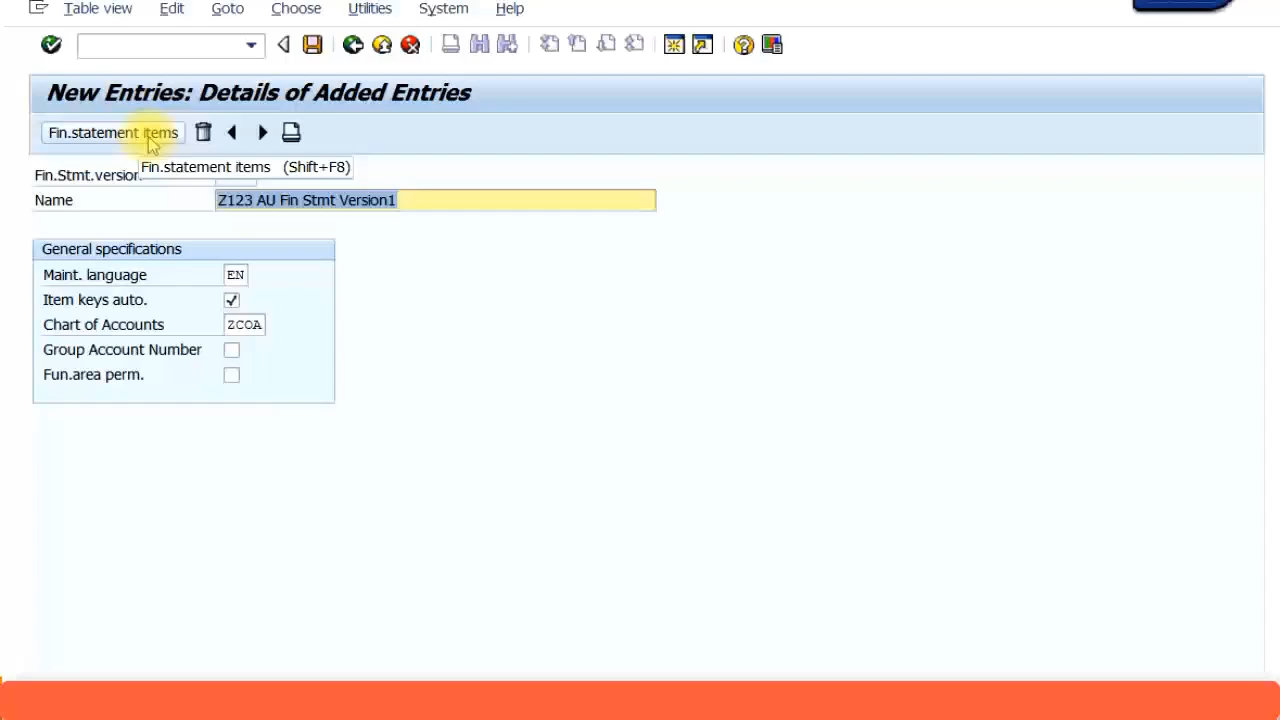 Table view Edit Goto Choose Utilities System Help
New Entries: Details of Added Entries
Fin.statement items
Fin.statement items (Shift+F8)
Fin.Stmt.version
Name Z123 AU Fin Stmt Version1
General specifications
Maint. language EN
Item keys auto.
Chart of Accounts ZCOA
Group Account Number
Fun.area perm.